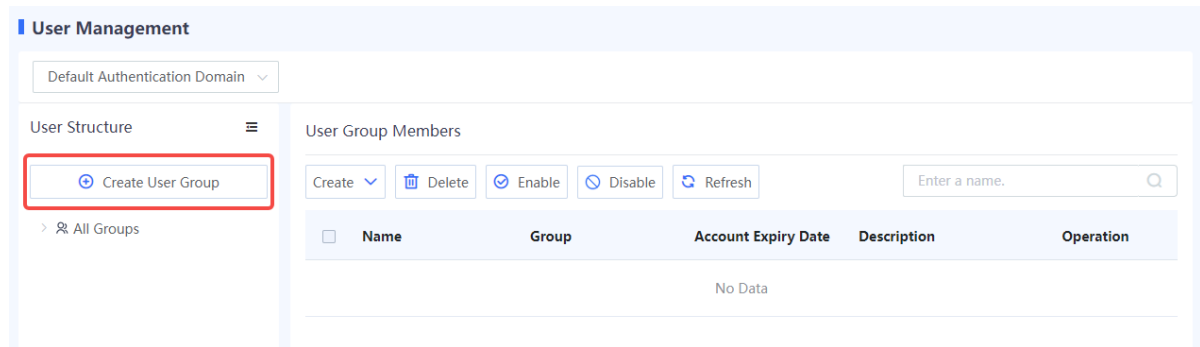 User Management
Default Authentication Domain
User Structure
Create User Group
All Groups
User Group Members
Create Delete Enable Disable Refresh Enter a name.
Name Group Account Expiry Date Description Operation
No Data